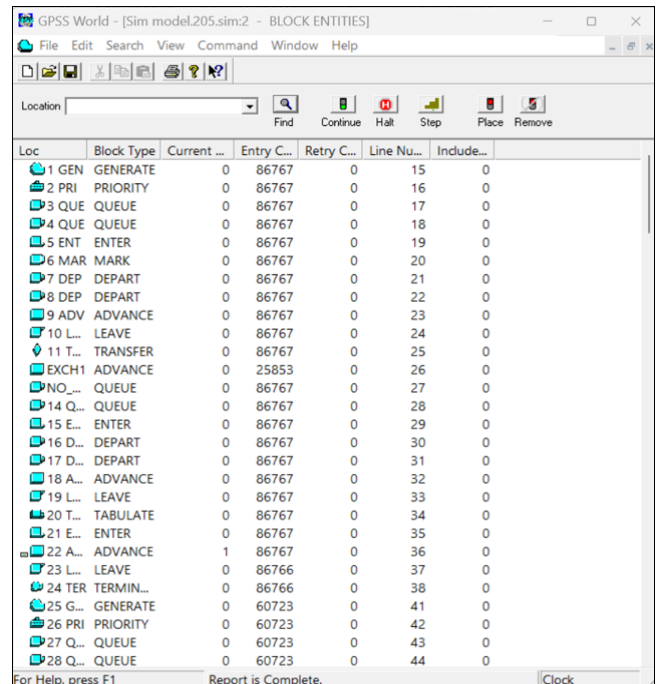 GPSS World - [Sim model.205.sim:2 - BLOCK ENTITIES]
File Edit Search View Command Window Help
Location Find Continue Halt Step Place Remove
Loc Block Type Current ... Entry C... Retry C... Line Nu... Include...
1 GEN GENERATE 0 86767 0 15 0
2 PRI PRIORITY 0 86767 0 16 0
3 QUE QUEUE 0 86767 0 17 0
4 QUE QUEUE 0 86767 0 18 0
5 ENT ENTER 0 86767 0 19 0
6 MAR MARK 0 86767 0 20 0
7 DEP DEPART 0 86767 0 21 0
8 DEP DEPART 0 86767 0 22 0
9 ADV ADVANCE 0 86767 0 23 0
10 L... LEAVE 0 86767 0 24 0
11 T... TRANSFER 0 86767 0 25 0
EXCH1 ADVANCE 0 25853 0 26 0
NO_... QUEUE 0 86767 0 27 0
14 Q... QUEUE 0 86767 0 28 0
15 E... ENTER 0 86767 0 29 0
16 D... DEPART 0 86767 0 30 0
17 D... DEPART 0 86767 0 31 0
18 A... ADVANCE 0 86767 0 32 0
19 L... LEAVE 0 86767 0 33 0
20 T... TABULATE 0 86767 0 34 0
21 E... ENTER 0 86767 0 35 0
22 A... ADVANCE 1 86767 0 36 0
23 L... LEAVE 0 86766 0 37 0
24 TER TERMIN... 0 86766 0 38 0
25 G... GENERATE 0 60723 0 41 0
26 PRI PRIORITY 0 60723 0 42 0
27 Q... QUEUE 0 60723 0 43 0
28 Q... QUEUE 0 60723 0 44 0
For Help, press F1 Report is Complete. Clock